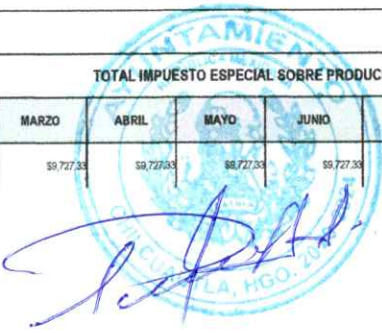 TOTAL IMPUESTO ESPECIAL SOBRE PRODUC
MARZO ABRIL MAYO JUNIO
$9,727.33 $9,727.33 $9,727.33 $9,727.33
AYUNTAMIENTO
HGO. 20